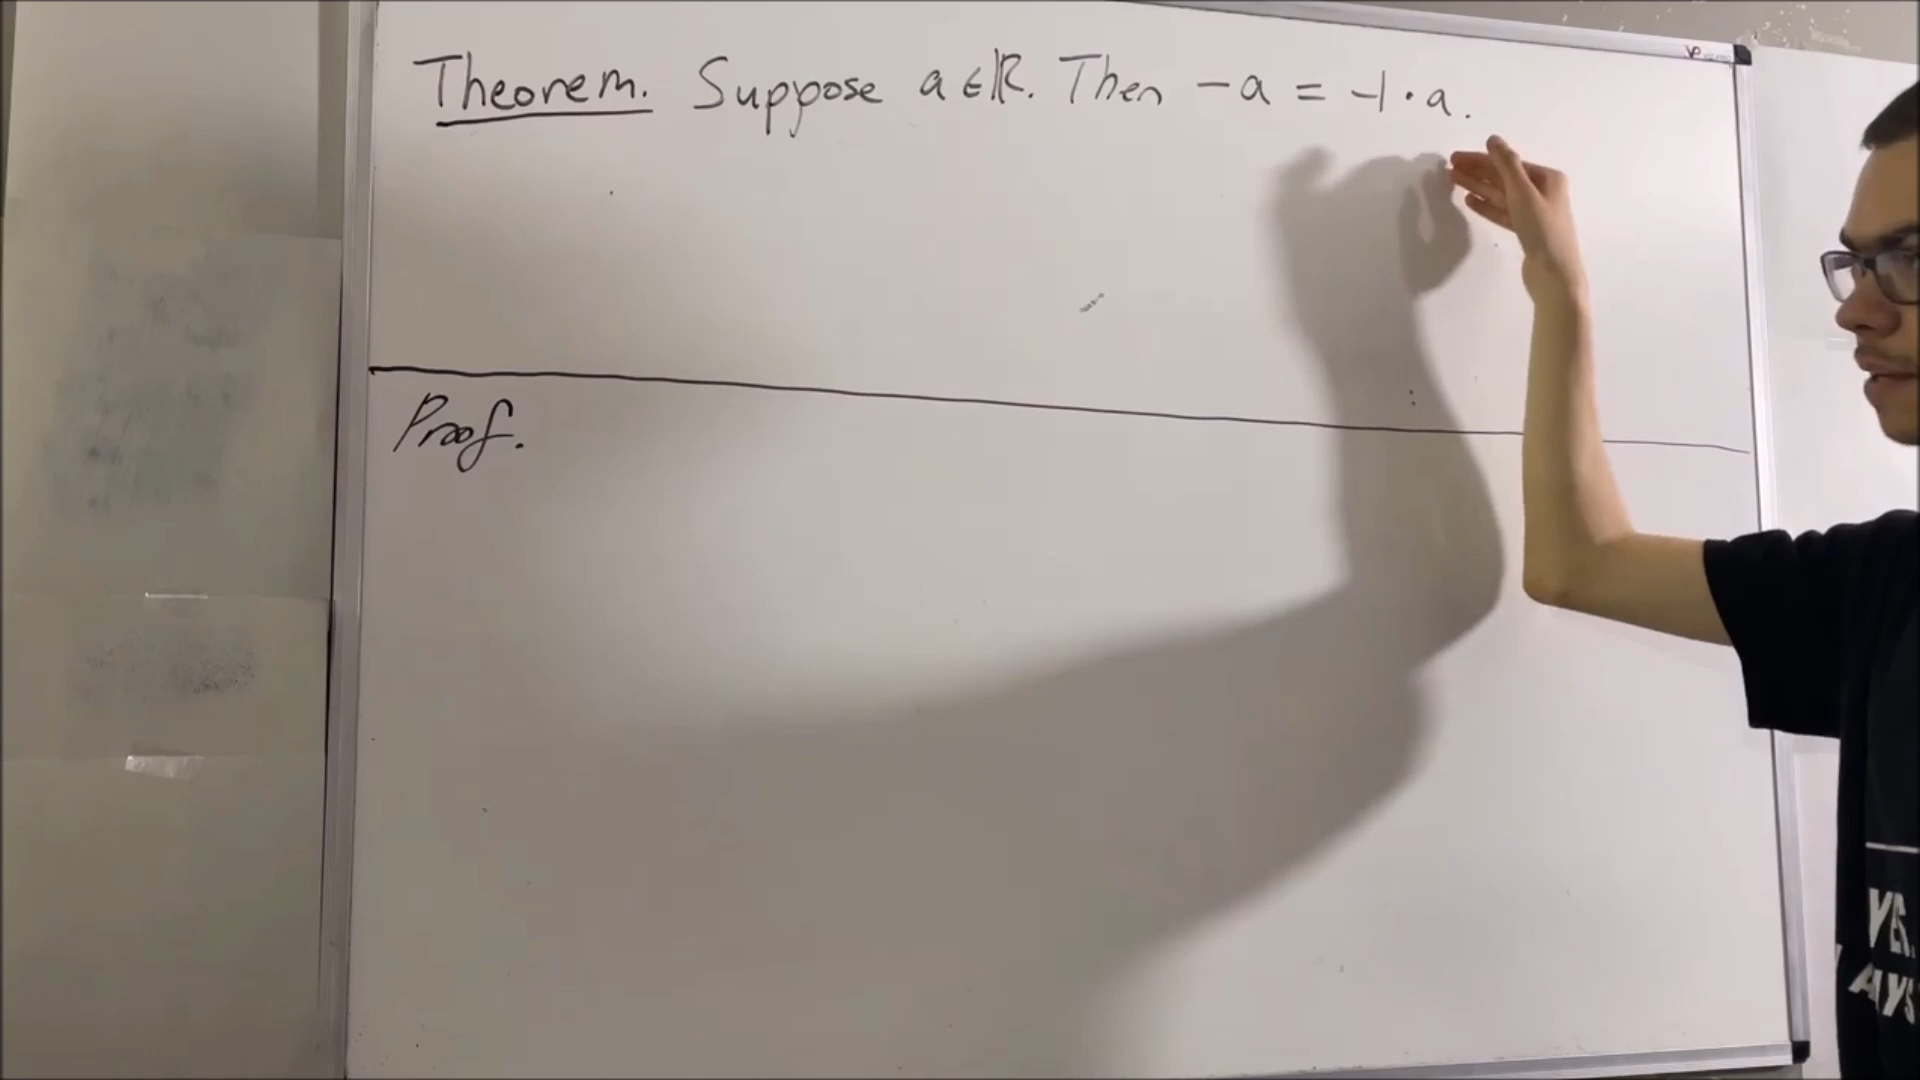 Theorem. Suppose a ∈ ℝ. Then -a = -1 · a.
Proof.